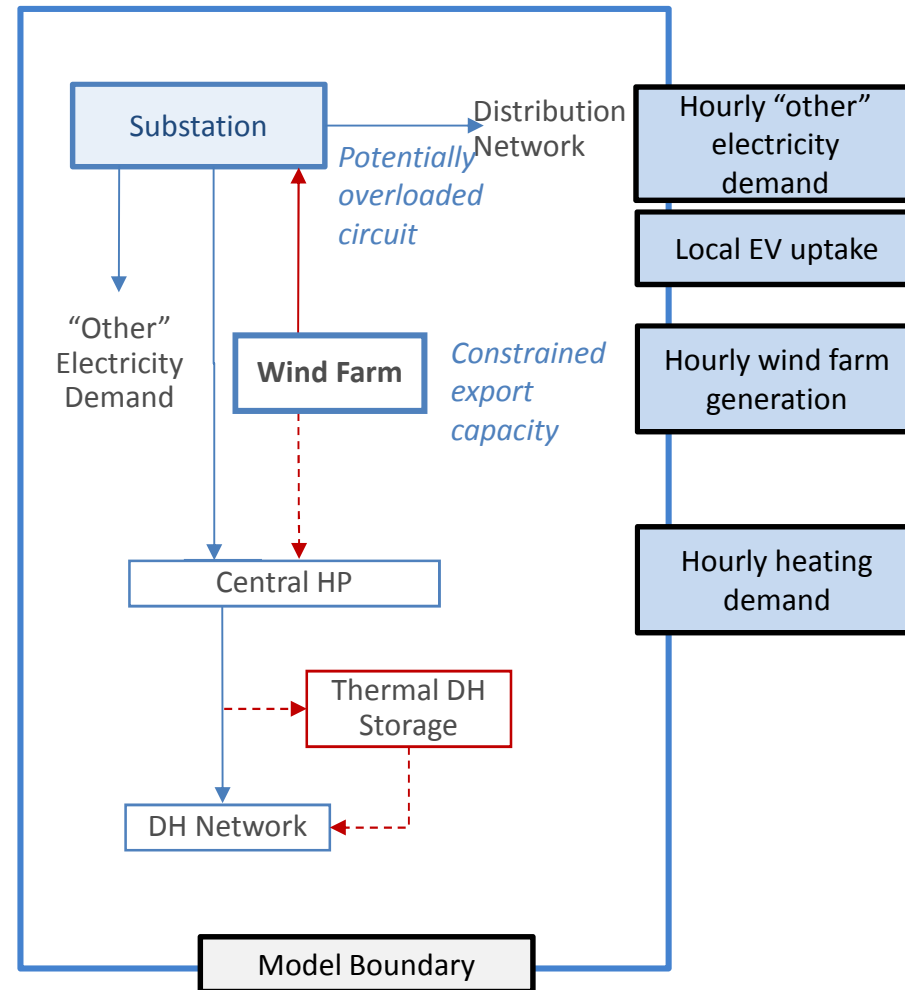 Substation
Distribution
Network
Potentially
overloaded
circuit
“Other”
Electricity
Demand
Wind Farm
Constrained
export
capacity
Central HP
Thermal DH
Storage
DH Network
Model Boundary
Hourly “other”
electricity
demand
Local EV uptake
Hourly wind farm
generation
Hourly heating
demand